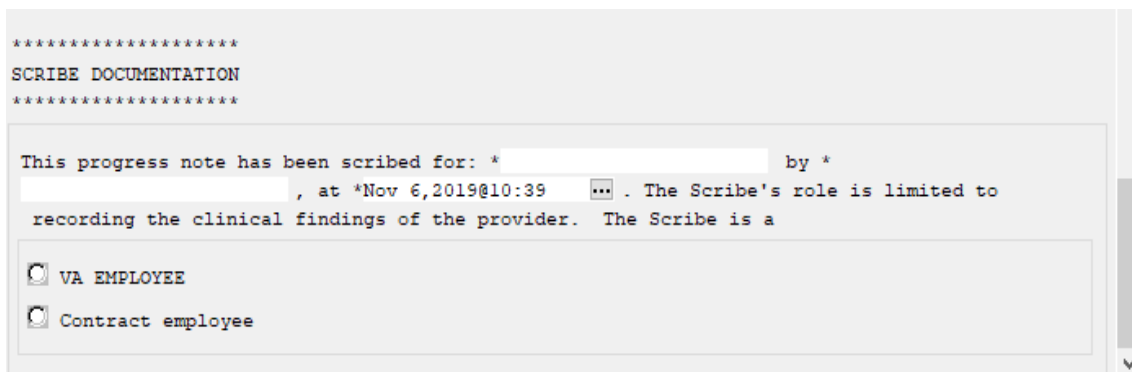 ********************
SCRIBE DOCUMENTATION
********************
This progress note has been scribed for: * by *
, at *Nov 6,2019@10:39 ... . The Scribe's role is limited to
recording the clinical findings of the provider. The Scribe is a
VA EMPLOYEE
Contract employee